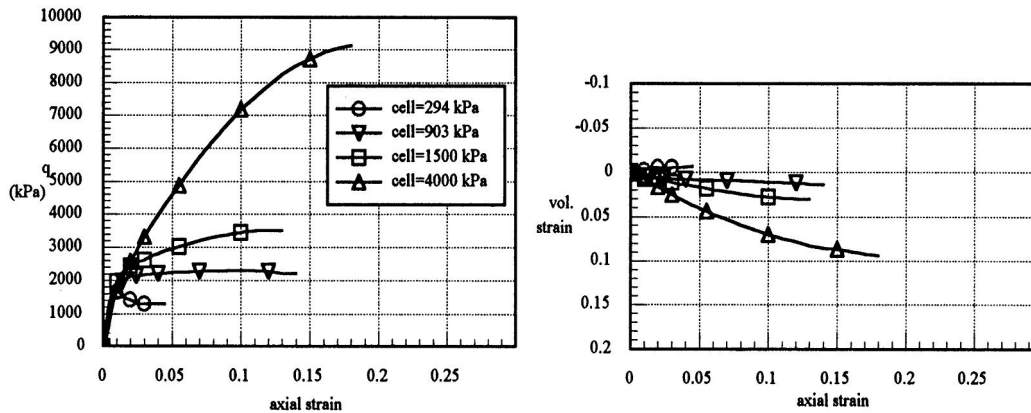 10000
9000
8000
7000
6000
q
(kPa)
5000
4000
3000
2000
1000
0
cell=294 kPa
cell=903 kPa
cell=1500 kPa
cell=4000 kPa
0 0.05 0.1 0.15 0.2 0.25
axial strain
-0.1
-0.05
0
vol.
strain
0.05
0.1
0.15
0.2
0 0.05 0.1 0.15 0.2 0.25
axial strain